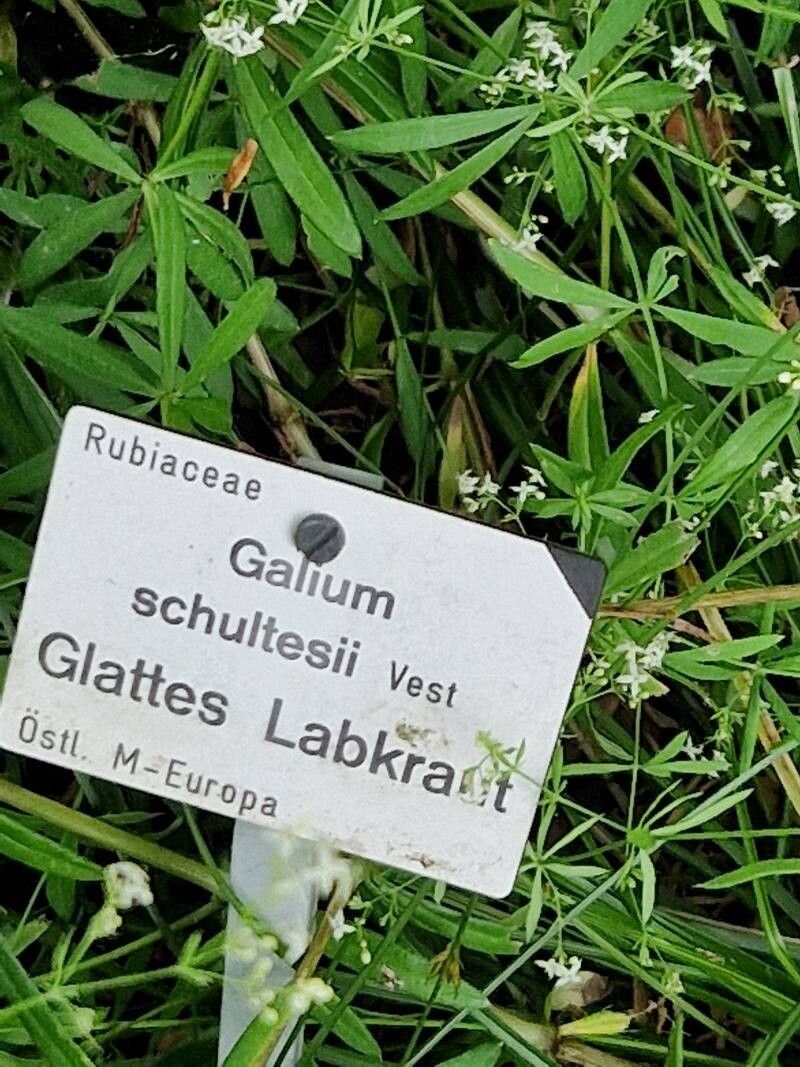 Rubiaceae
Galium
schultesii Vest
Glattes Labkraut
Östl. M-Europa